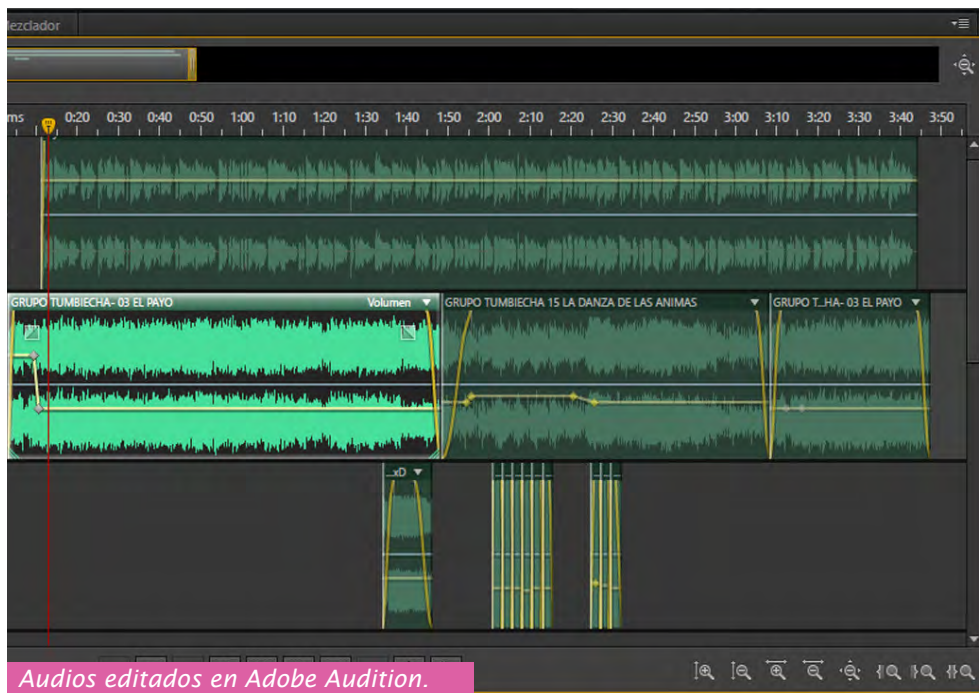 ezclador
ms 0:20 0:30 0:40 0:50 1:00 1:10 1:20 1:30 1:40 1:50 2:00 2:10 2:20 2:30 2:40 2:50 3:00 3:10 3:20 3:30 3:40 3:50
GRUPO TUMBIECHA- 03 EL PAYO Volumen GRUPO TUMBIECHA 15 LA DANZA DE LAS ANIMAS GRUPO T...HA- 03 EL PAYO
xD
Audios editados en Adobe Audition.